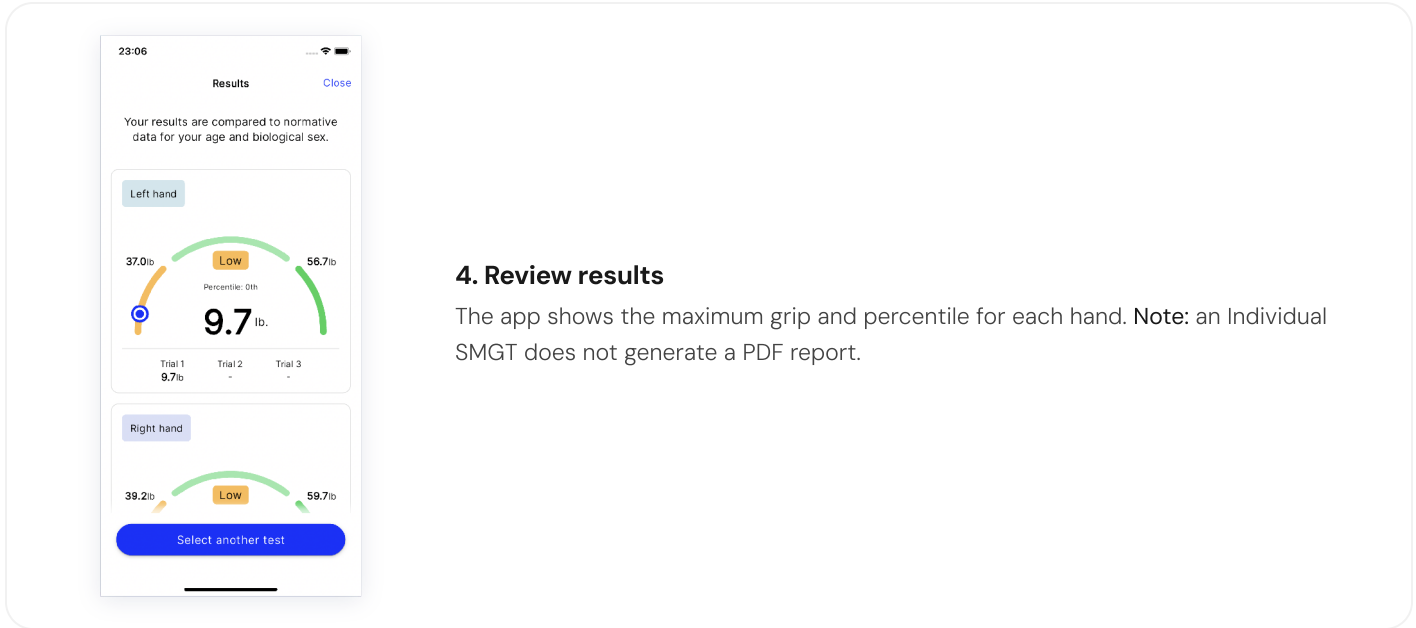 23:06
Results
Close
Your results are compared to normative
data for your age and biological sex.
Left hand
37.0lb
Low
56.7lb
Percentile: 0th
9.7 lb.
Trial 1 Trial 2 Trial 3
9.7lb - -
Right hand
39.2lb
Low
59.7lb
Select another test
4. Review results
The app shows the maximum grip and percentile for each hand. Note: an Individual
SMGT does not generate a PDF report.